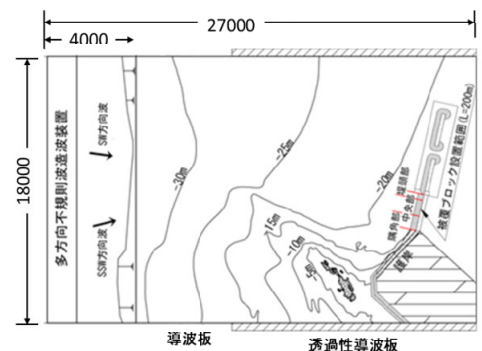 27000
4000
18000
多方向不規則波造波装置
SW方向波
SSW方向波
-30m
-25m
-20m
-15m
-10m
-5m
堤頭部
中央部
隅角部
被覆ブロック設置範囲(L=200m)
護岸
導波板
透過性導波板